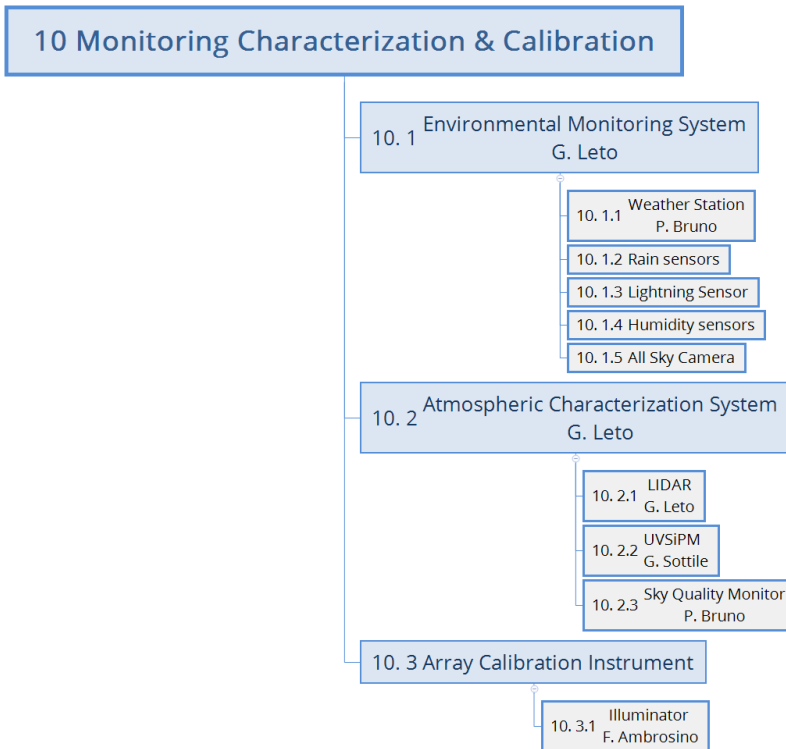 10 Monitoring Characterization & Calibration
10. 1 Environmental Monitoring System
G. Leto
10. 1.1 Weather Station
P. Bruno
10. 1.2 Rain sensors
10. 1.3 Lightning Sensor
10. 1.4 Humidity sensors
10. 1.5 All Sky Camera
10. 2 Atmospheric Characterization System
G. Leto
10. 2.1 LIDAR
G. Leto
10. 2.2 UVSiPM
G. Sottile
10. 2.3 Sky Quality Monitor
P. Bruno
10. 3 Array Calibration Instrument
10. 3.1 Illuminator
F. Ambrosino